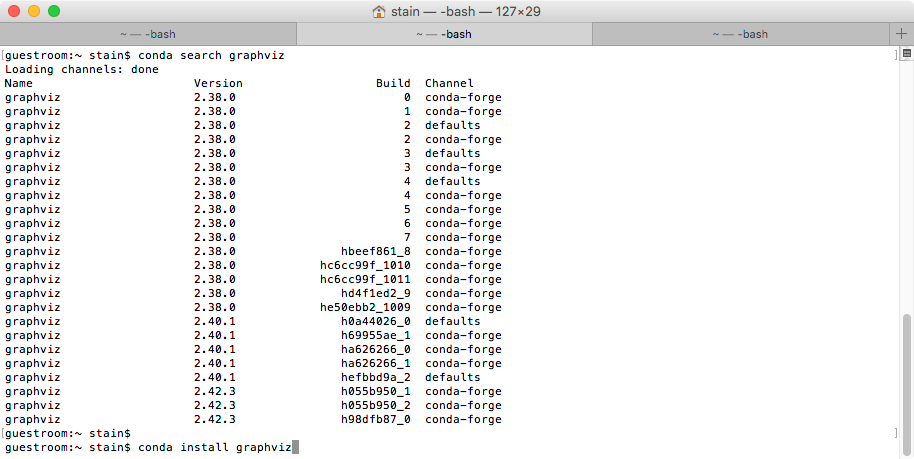 stain — -bash — 127×29
~ — -bash ~ — -bash ~ — -bash +
[guestroom:~ stain$ conda search graphviz ]
Loading channels: done
Name Version Build Channel
graphviz 2.38.0 0 conda-forge
graphviz 2.38.0 1 conda-forge
graphviz 2.38.0 2 defaults
graphviz 2.38.0 2 conda-forge
graphviz 2.38.0 3 defaults
graphviz 2.38.0 3 conda-forge
graphviz 2.38.0 4 defaults
graphviz 2.38.0 4 conda-forge
graphviz 2.38.0 5 conda-forge
graphviz 2.38.0 6 conda-forge
graphviz 2.38.0 7 conda-forge
graphviz 2.38.0 hbeef861_8 conda-forge
graphviz 2.38.0 hc6cc99f_1010 conda-forge
graphviz 2.38.0 hc6cc99f_1011 conda-forge
graphviz 2.38.0 hd4f1ed2_9 conda-forge
graphviz 2.38.0 he50ebb2_1009 conda-forge
graphviz 2.40.1 h0a44026_0 defaults
graphviz 2.40.1 h69955ae_1 conda-forge
graphviz 2.40.1 ha626266_0 conda-forge
graphviz 2.40.1 ha626266_1 conda-forge
graphviz 2.40.1 hefbbd9a_2 defaults
graphviz 2.42.3 h055b950_1 conda-forge
graphviz 2.42.3 h055b950_2 conda-forge
graphviz 2.42.3 h98dfb87_0 conda-forge
[guestroom:~ stain$ ]
guestroom:~ stain$ conda install graphviz